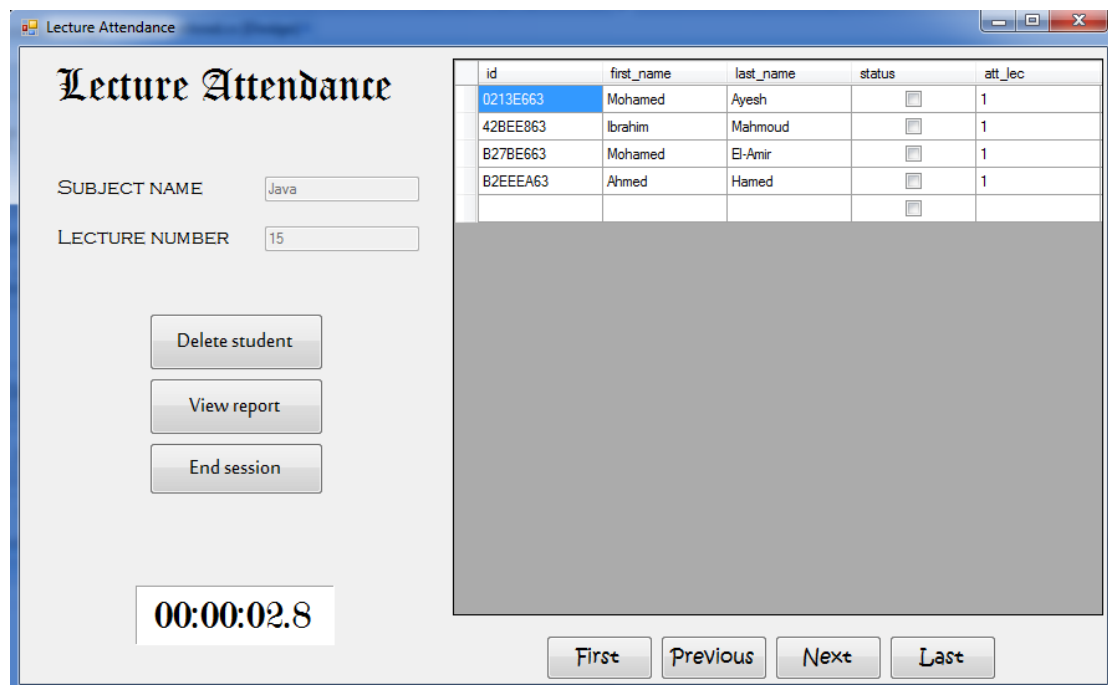 Lecture Attendance
Lecture Attendance
SUBJECT NAME Java
LECTURE NUMBER 15
Delete student
View report
End session
00:00:02.8
id first_name last_name status att_lec
0213E663 Mohamed Ayesh 1
42BEE863 Ibrahim Mahmoud 1
B27BE663 Mohamed El-Amir 1
B2EEEA63 Ahmed Hamed 1
First Previous Next Last